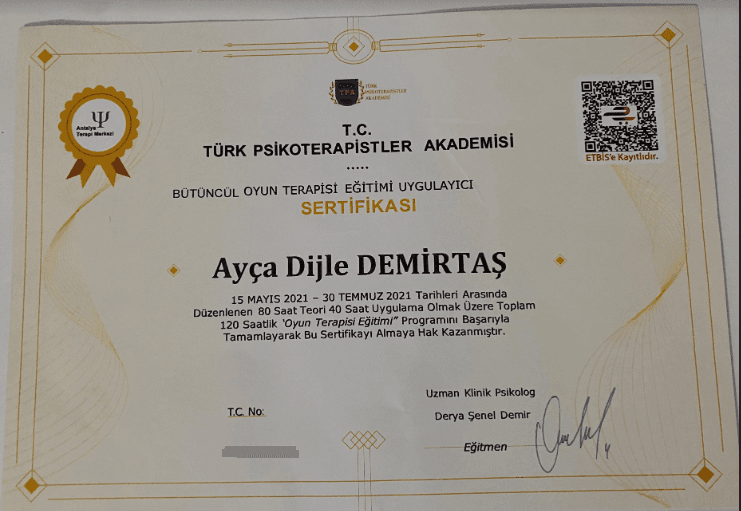 TÜRK
PSİKOTERAPİSTLER
AKADEMİSİ
TPA
Ψ
Antalya
Terapi Merkezi
T.C.
TÜRK PSİKOTERAPİSTLER AKADEMİSİ
.....
BÜTÜNCÜL OYUN TERAPİSİ EĞİTİMİ UYGULAYICI
SERTİFİKASI
ETBİS'e Kayıtlıdır.
Ayça Dijle DEMİRTAŞ
15 MAYIS 2021 – 30 TEMMUZ 2021 Tarihleri Arasında
Düzenlenen 80 Saat Teori 40 Saat Uygulama Olmak Üzere Toplam
120 Saatlik ‘Oyun Terapisi Eğitimi” Programını Başarıyla
Tamamlayarak Bu Sertifikayı Almaya Hak Kazanmıştır.
Uzman Klinik Psikolog
T.C. No:
Derya Şenel Demir
Eğitmen